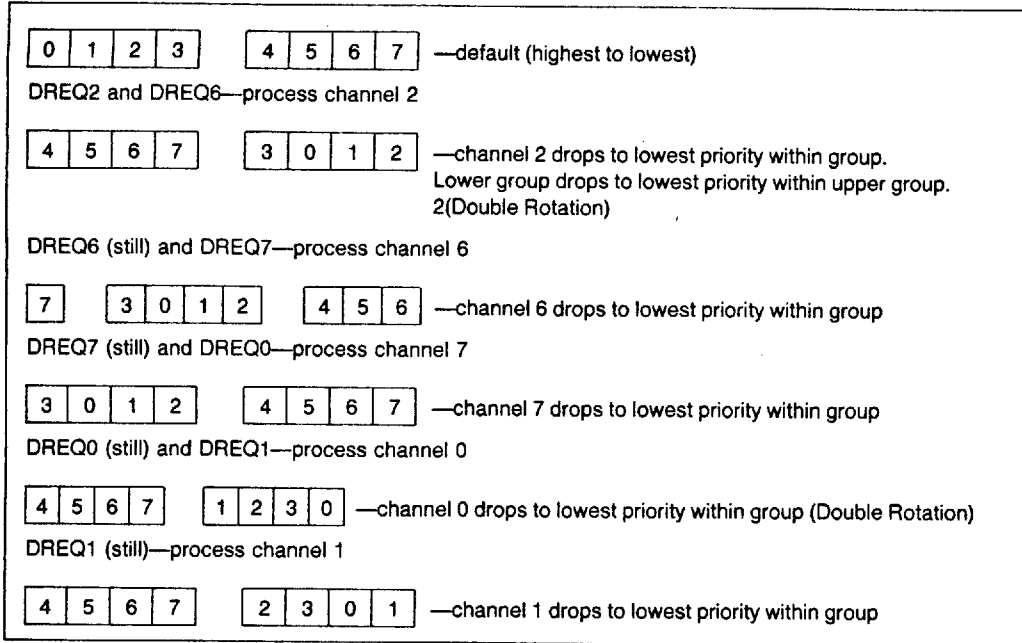 0 1 2 3 4 5 6 7 —default (highest to lowest)
DREQ2 and DREQ6—process channel 2
4 5 6 7 3 0 1 2 —channel 2 drops to lowest priority within group.
Lower group drops to lowest priority within upper group.
2(Double Rotation)
DREQ6 (still) and DREQ7—process channel 6
7 3 0 1 2 4 5 6 —channel 6 drops to lowest priority within group
DREQ7 (still) and DREQ0—process channel 7
3 0 1 2 4 5 6 7 —channel 7 drops to lowest priority within group
DREQ0 (still) and DREQ1—process channel 0
4 5 6 7 1 2 3 0 —channel 0 drops to lowest priority within group (Double Rotation)
DREQ1 (still)—process channel 1
4 5 6 7 2 3 0 1 —channel 1 drops to lowest priority within group